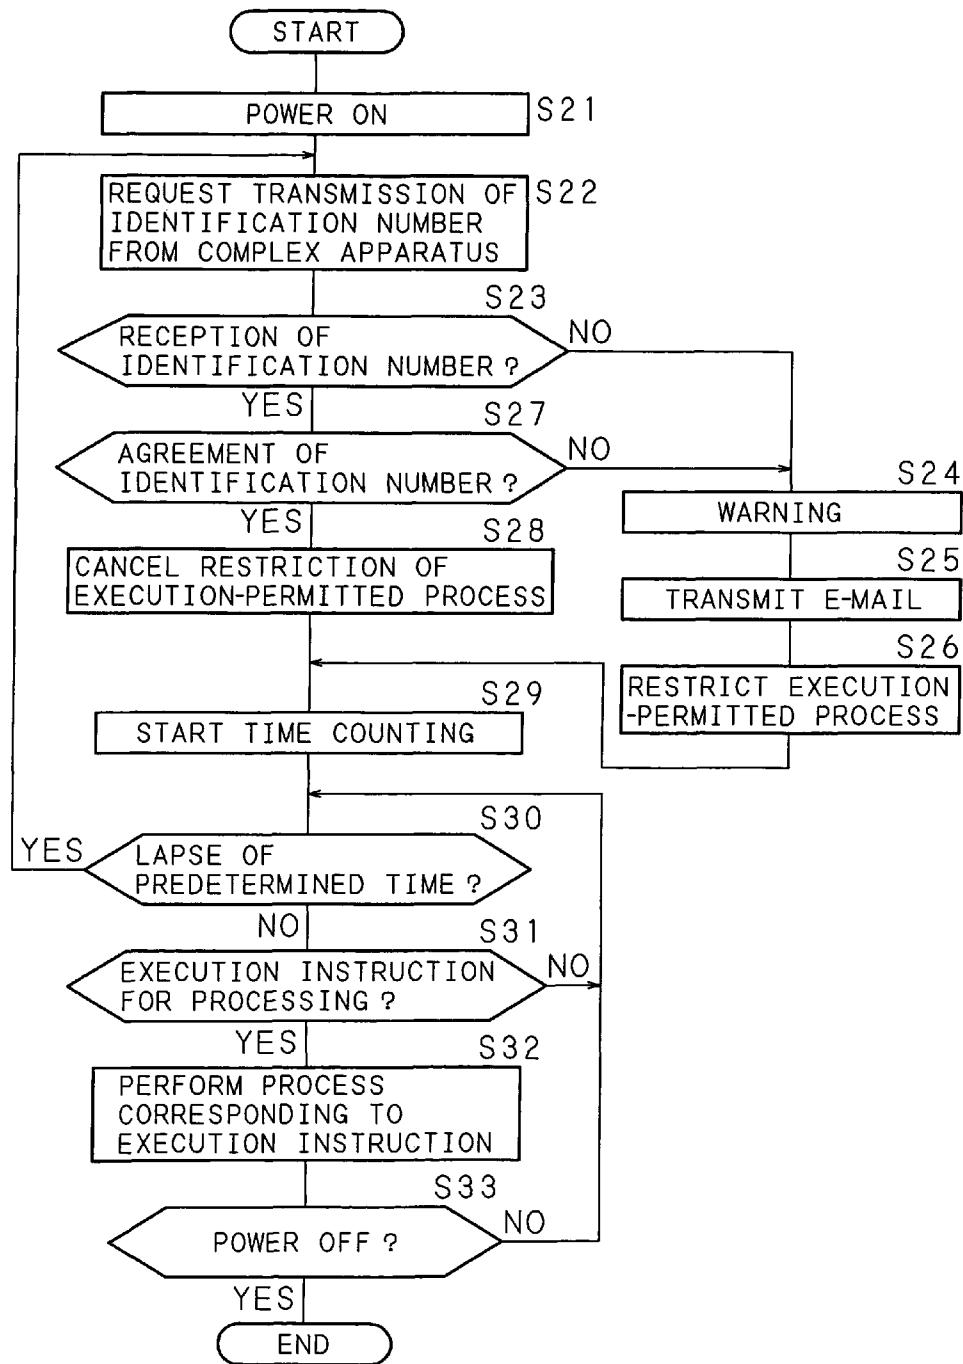 START
POWER ON
S21
REQUEST TRANSMISSION OF
IDENTIFICATION NUMBER
FROM COMPLEX APPARATUS
S22
S23
RECEPTION OF
IDENTIFICATION NUMBER?
NO
YES
S27
AGREEMENT OF
IDENTIFICATION NUMBER?
NO
YES
S24
WARNING
S28
CANCEL RESTRICTION OF
EXECUTION-PERMITTED PROCESS
S25
TRANSMIT E-MAIL
S26
RESTRICT EXECUTION
-PERMITTED PROCESS
S29
START TIME COUNTING
S30
YES
LAPSE OF
PREDETERMINED TIME?
NO
S31
EXECUTION INSTRUCTION
FOR PROCESSING?
NO
YES
S32
PERFORM PROCESS
CORRESPONDING TO
EXECUTION INSTRUCTION
S33
POWER OFF?
NO
YES
END